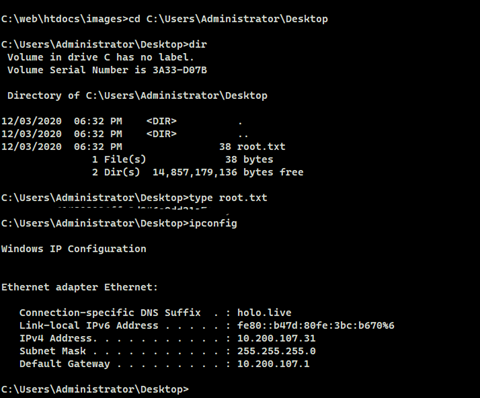 C:\web\htdocs\images>cd C:\Users\Administrator\Desktop
C:\Users\Administrator\Desktop>dir
 Volume in drive C has no label.
 Volume Serial Number is 3A33-D07B
 Directory of C:\Users\Administrator\Desktop
12/03/2020  06:32 PM    <DIR>          .
12/03/2020  06:32 PM    <DIR>          ..
12/03/2020  06:32 PM                38 root.txt
               1 File(s)             38 bytes
               2 Dir(s)  14,857,179,136 bytes free
C:\Users\Administrator\Desktop>type root.txt
C:\Users\Administrator\Desktop>ipconfig
Windows IP Configuration
Ethernet adapter Ethernet:
   Connection-specific DNS Suffix  . : holo.live
   Link-local IPv6 Address . . . . . : fe80::b47d:80fe:3bc:b670%6
   IPv4 Address. . . . . . . . . . . : 10.200.107.31
   Subnet Mask . . . . . . . . . . . : 255.255.255.0
   Default Gateway . . . . . . . . . : 10.200.107.1
C:\Users\Administrator\Desktop>